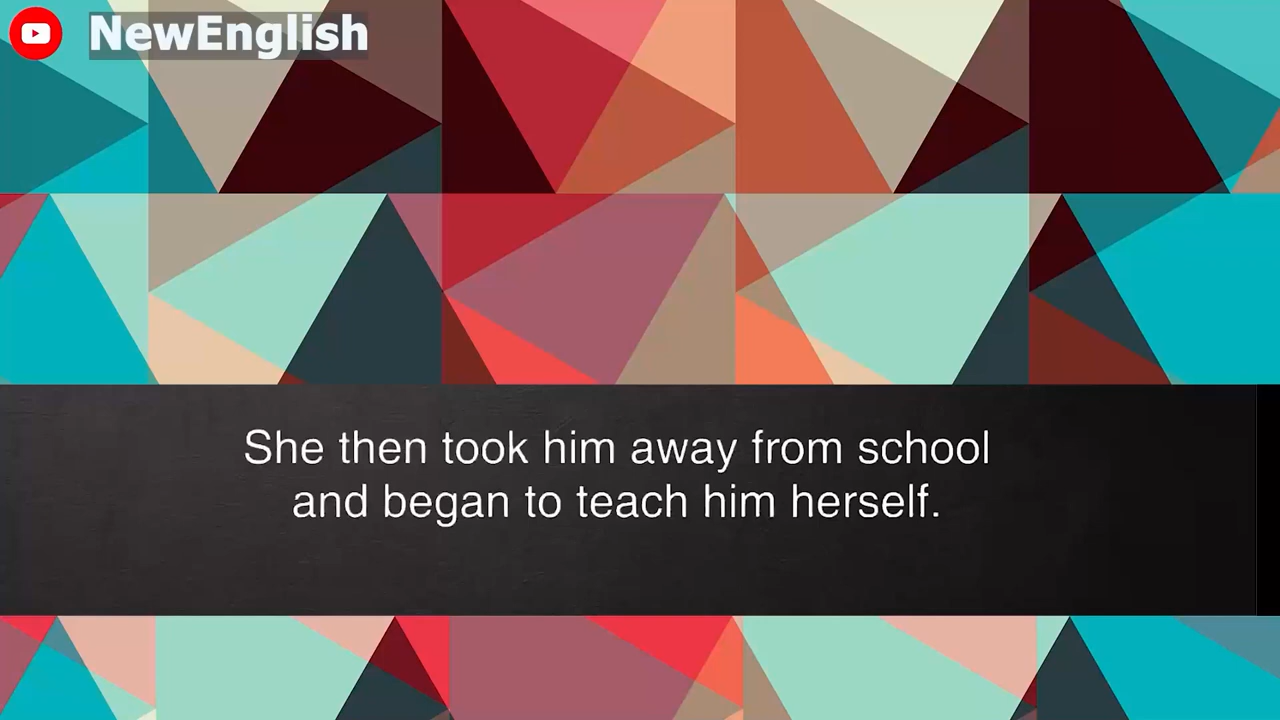 NewEnglish
She then took him away from school
and began to teach him herself.